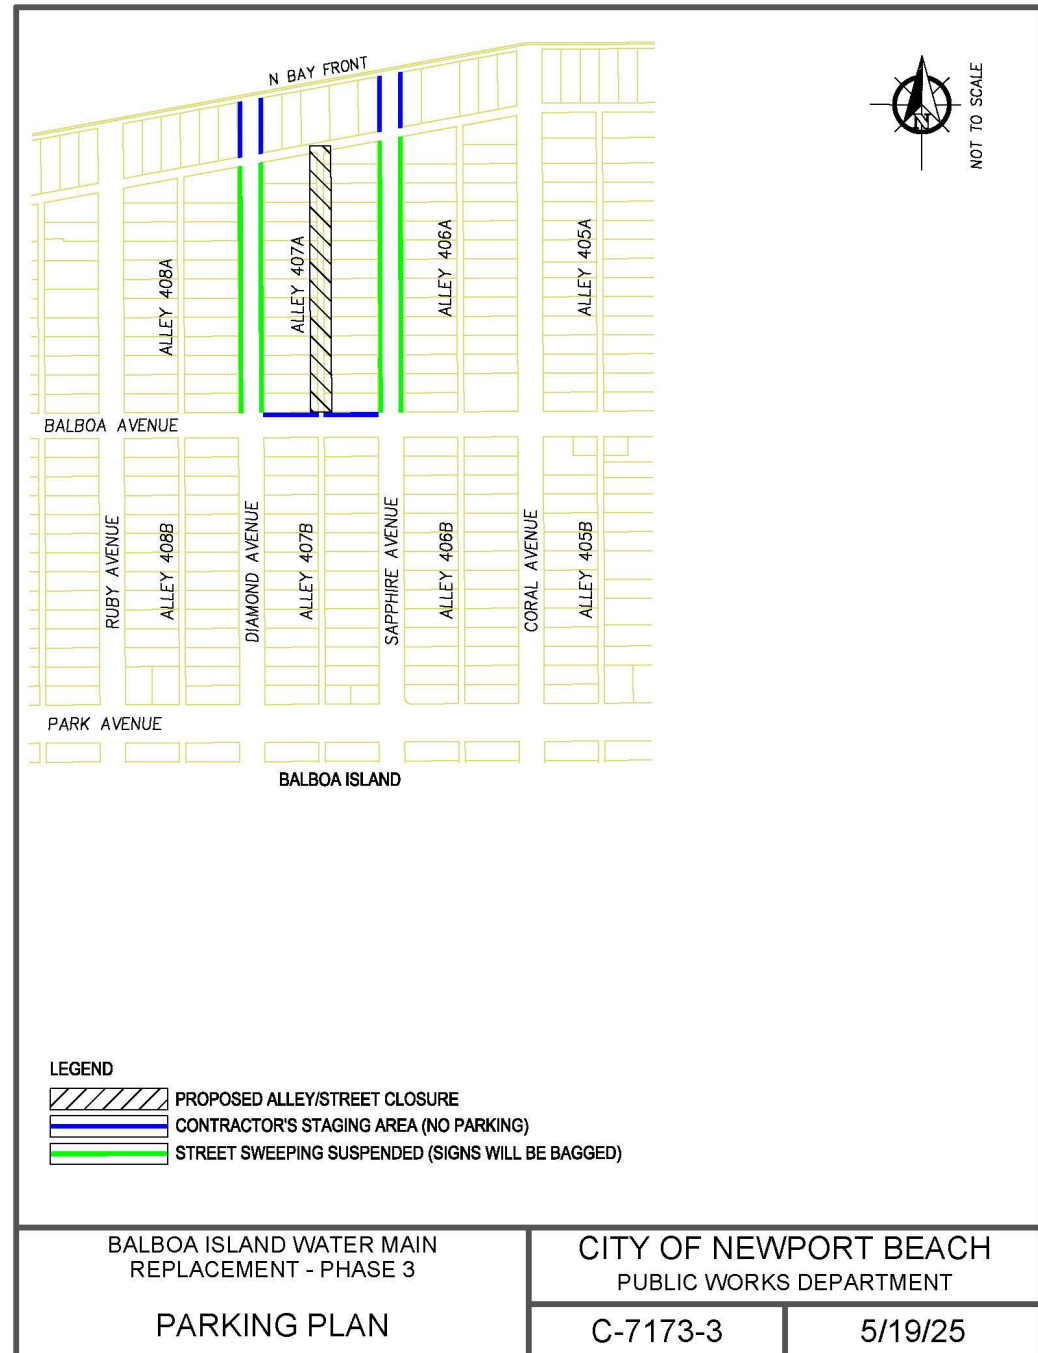 N BAY FRONT
N
NOT TO SCALE
ALLEY 408A
ALLEY 407A
ALLEY 406A
ALLEY 405A
BALBOA AVENUE
RUBY AVENUE
ALLEY 408B
DIAMOND AVENUE
ALLEY 407B
SAPPHIRE AVENUE
ALLEY 406B
CORAL AVENUE
ALLEY 405B
PARK AVENUE
BALBOA ISLAND
LEGEND
PROPOSED ALLEY/STREET CLOSURE
CONTRACTOR'S STAGING AREA (NO PARKING)
STREET SWEEPING SUSPENDED (SIGNS WILL BE BAGGED)
BALBOA ISLAND WATER MAIN
REPLACEMENT - PHASE 3
PARKING PLAN
CITY OF NEWPORT BEACH
PUBLIC WORKS DEPARTMENT
C-7173-3
5/19/25